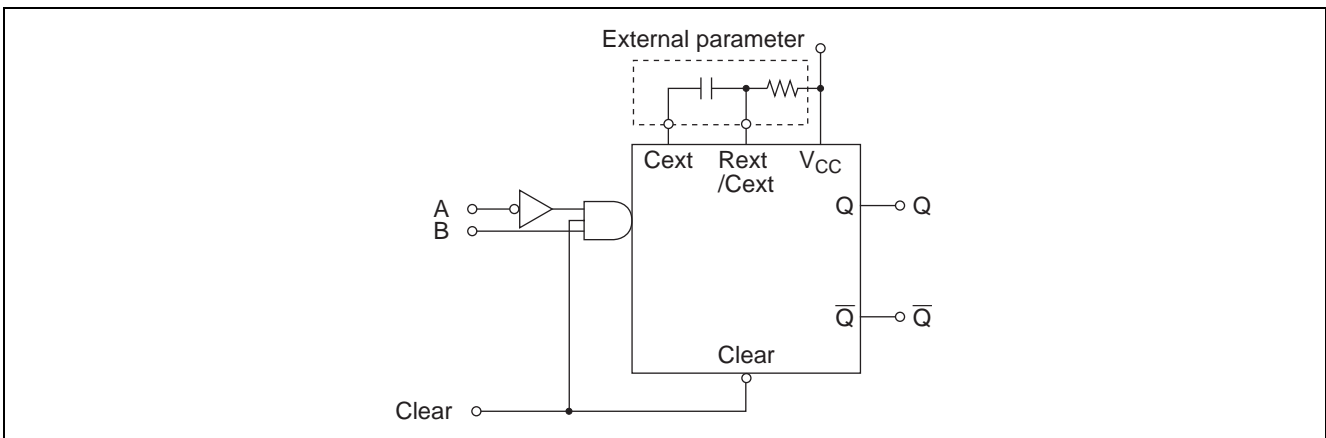 External parameter
Cext Rext /Cext VCC
A
B
Q Q
Q̅ Q̅
Clear
Clear